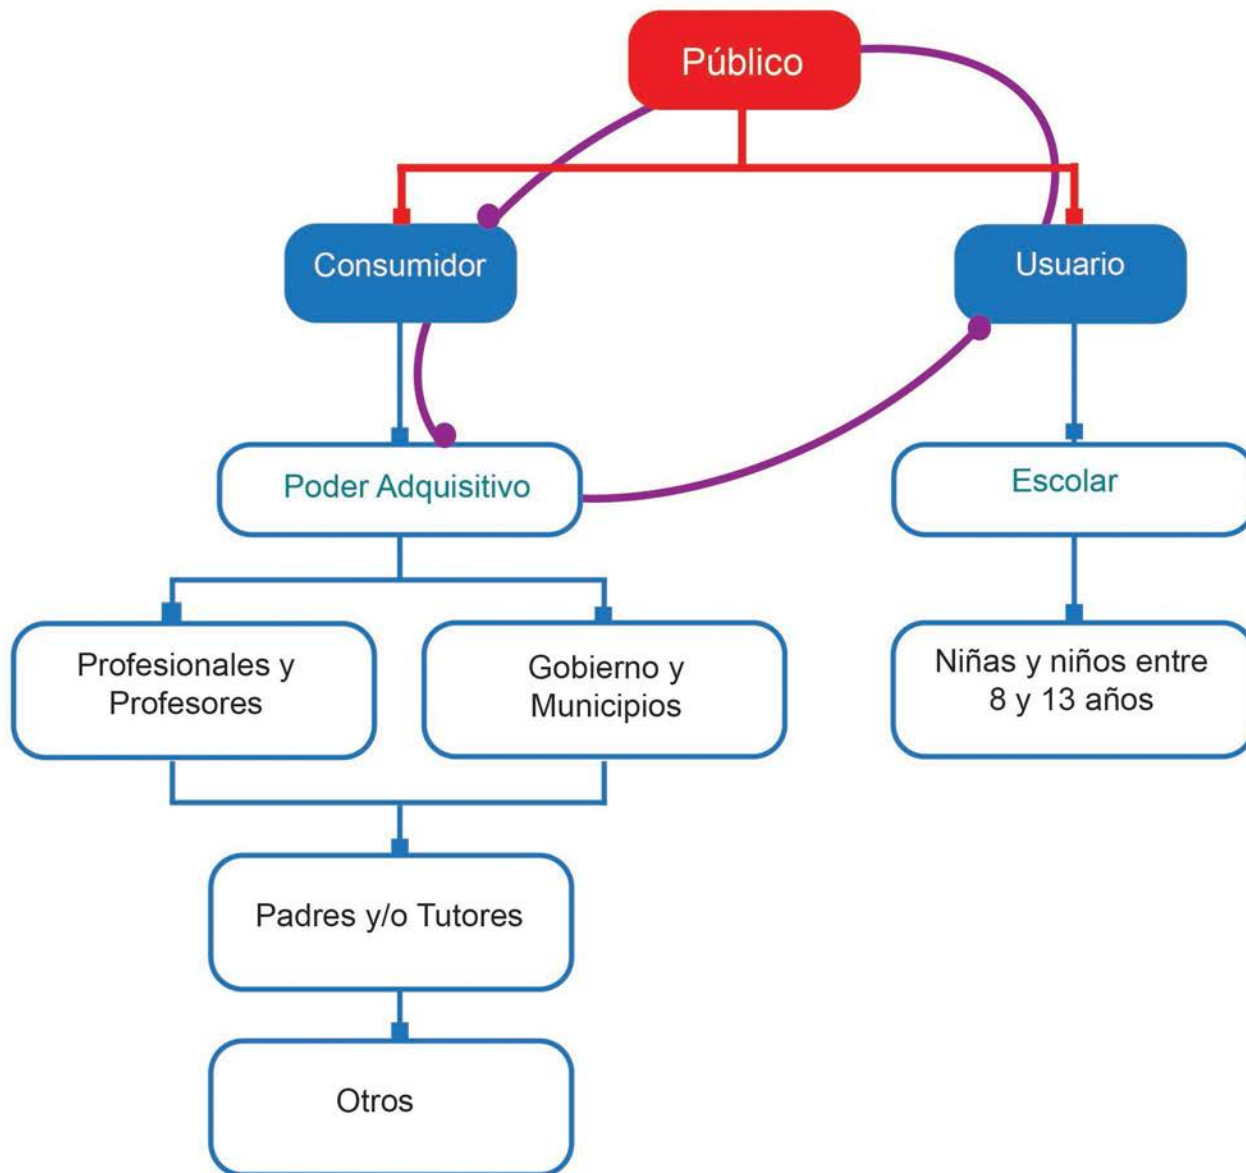 Público
Consumidor
Usuario
Poder Adquisitivo
Escolar
Profesionales y
Profesores
Gobierno y
Municipios
Niñas y niños entre
8 y 13 años
Padres y/o Tutores
Otros